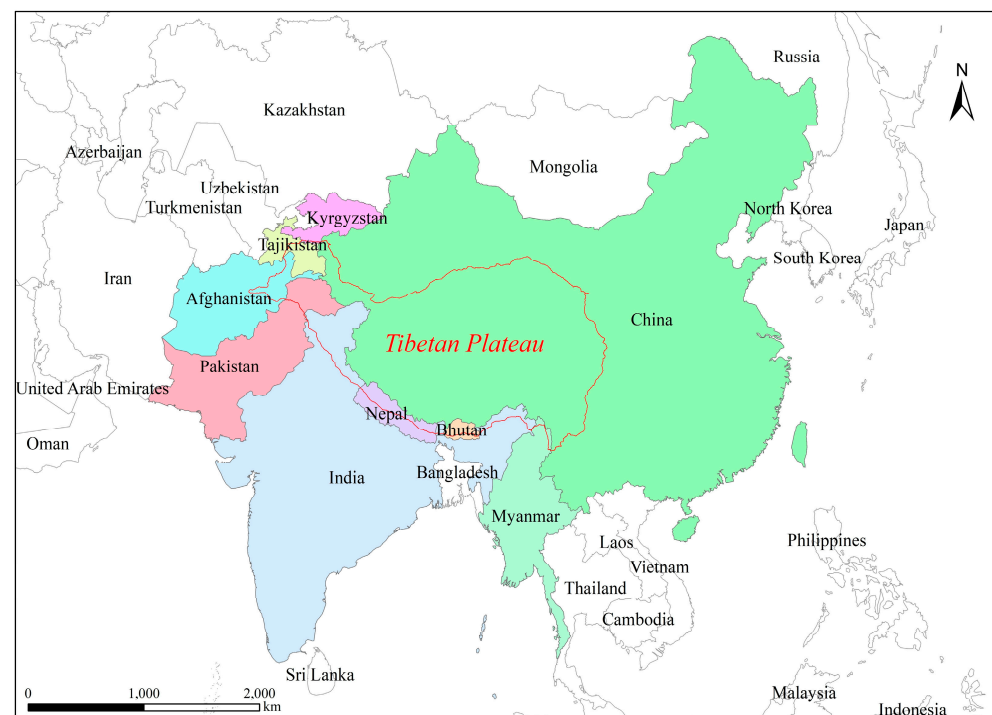 Russia
N
Kazakhstan
Azerbaijan
Mongolia
Uzbekistan
Turkmenistan
Kyrgyzstan
North Korea
Japan
Tajikistan
South Korea
Iran
Afghanistan
China
Tibetan Plateau
Pakistan
United Arab Emirates
Nepal
Bhutan
Oman
Bangladesh
India
Myanmar
Laos
Philippines
Vietnam
Thailand
Cambodia
Sri Lanka
Malaysia
0 1,000 2,000
km
Indonesia